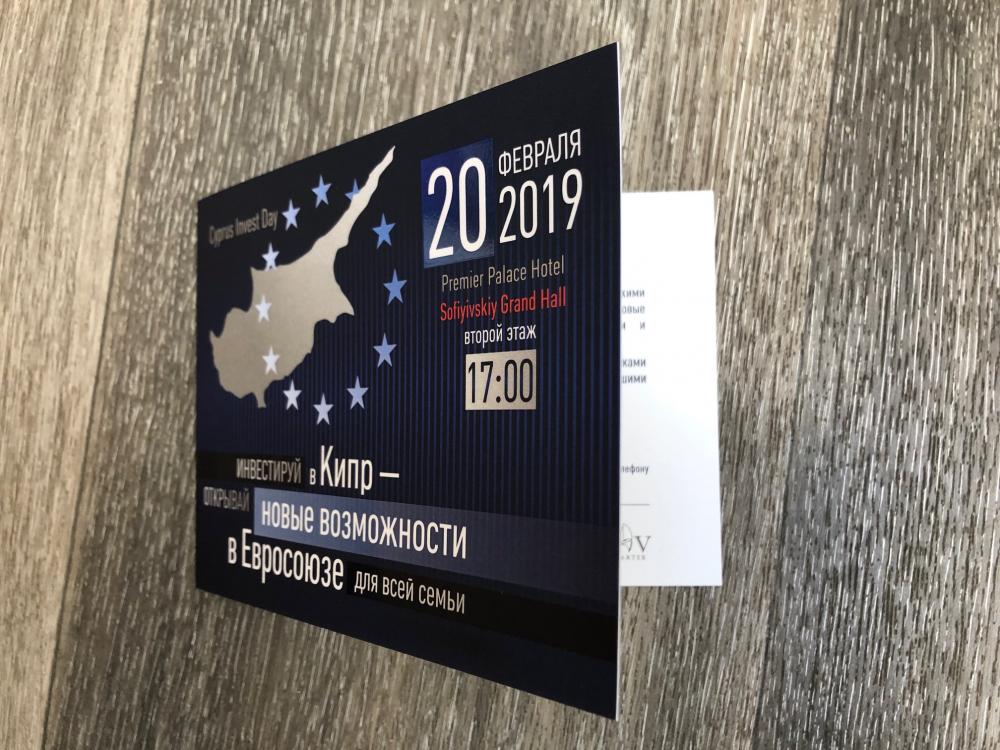 Cyprus Invest Day
20 ФЕВРАЛЯ
2019
Premier Palace Hotel
Sofiyivskiy Grand Hall
второй этаж
17:00
ИНВЕСТИРУЙ в Кипр –
ОТКРЫВАЙ новые возможности
в Евросоюзе для всей семьи